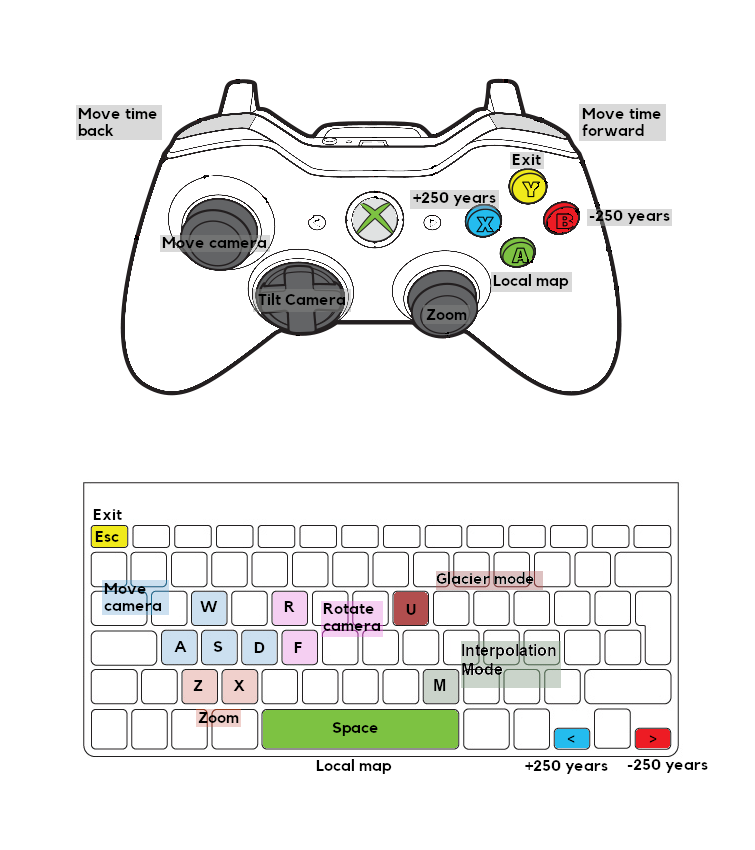 Move time
back
Move time
forward
Exit
Y
+250 years
X
B
-250 years
Move camera
A
Local map
Tilt Camera
Zoom
Exit
Esc
Move
camera
Glacier mode
W
R
Rotate
camera
U
A
S
D
F
Interpolation
Mode
Z
X
M
Zoom
Space
<
>
Local map
+250 years
-250 years